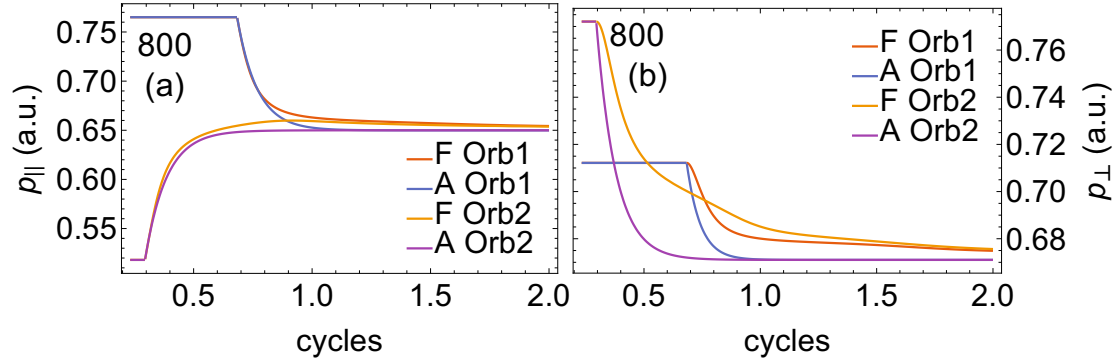 p|| (a.u.)
0.75
0.70
0.65
0.60
0.55
800
(a)
F Orb1
A Orb1
F Orb2
A Orb2
0.5 1.0 1.5 2.0
cycles
800
(b)
F Orb1
A Orb1
F Orb2
A Orb2
0.76
0.74
0.72
0.70
0.68
p⊥ (a.u.)
0.5 1.0 1.5 2.0
cycles